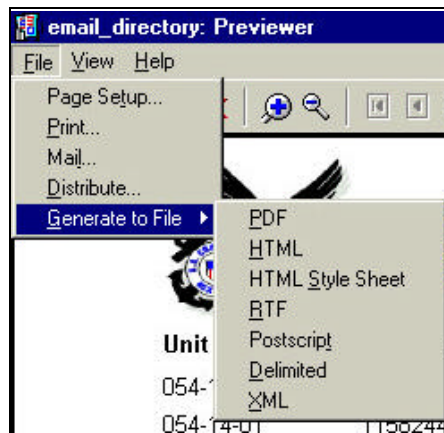 email_directory: Previewer
File View Help
Page Setup...
Print...
Mail...
Distribute...
Generate to File
PDF
HTML
HTML Style Sheet
RTF
Postscript
Delimited
XML
Unit
054-1
054-14-01